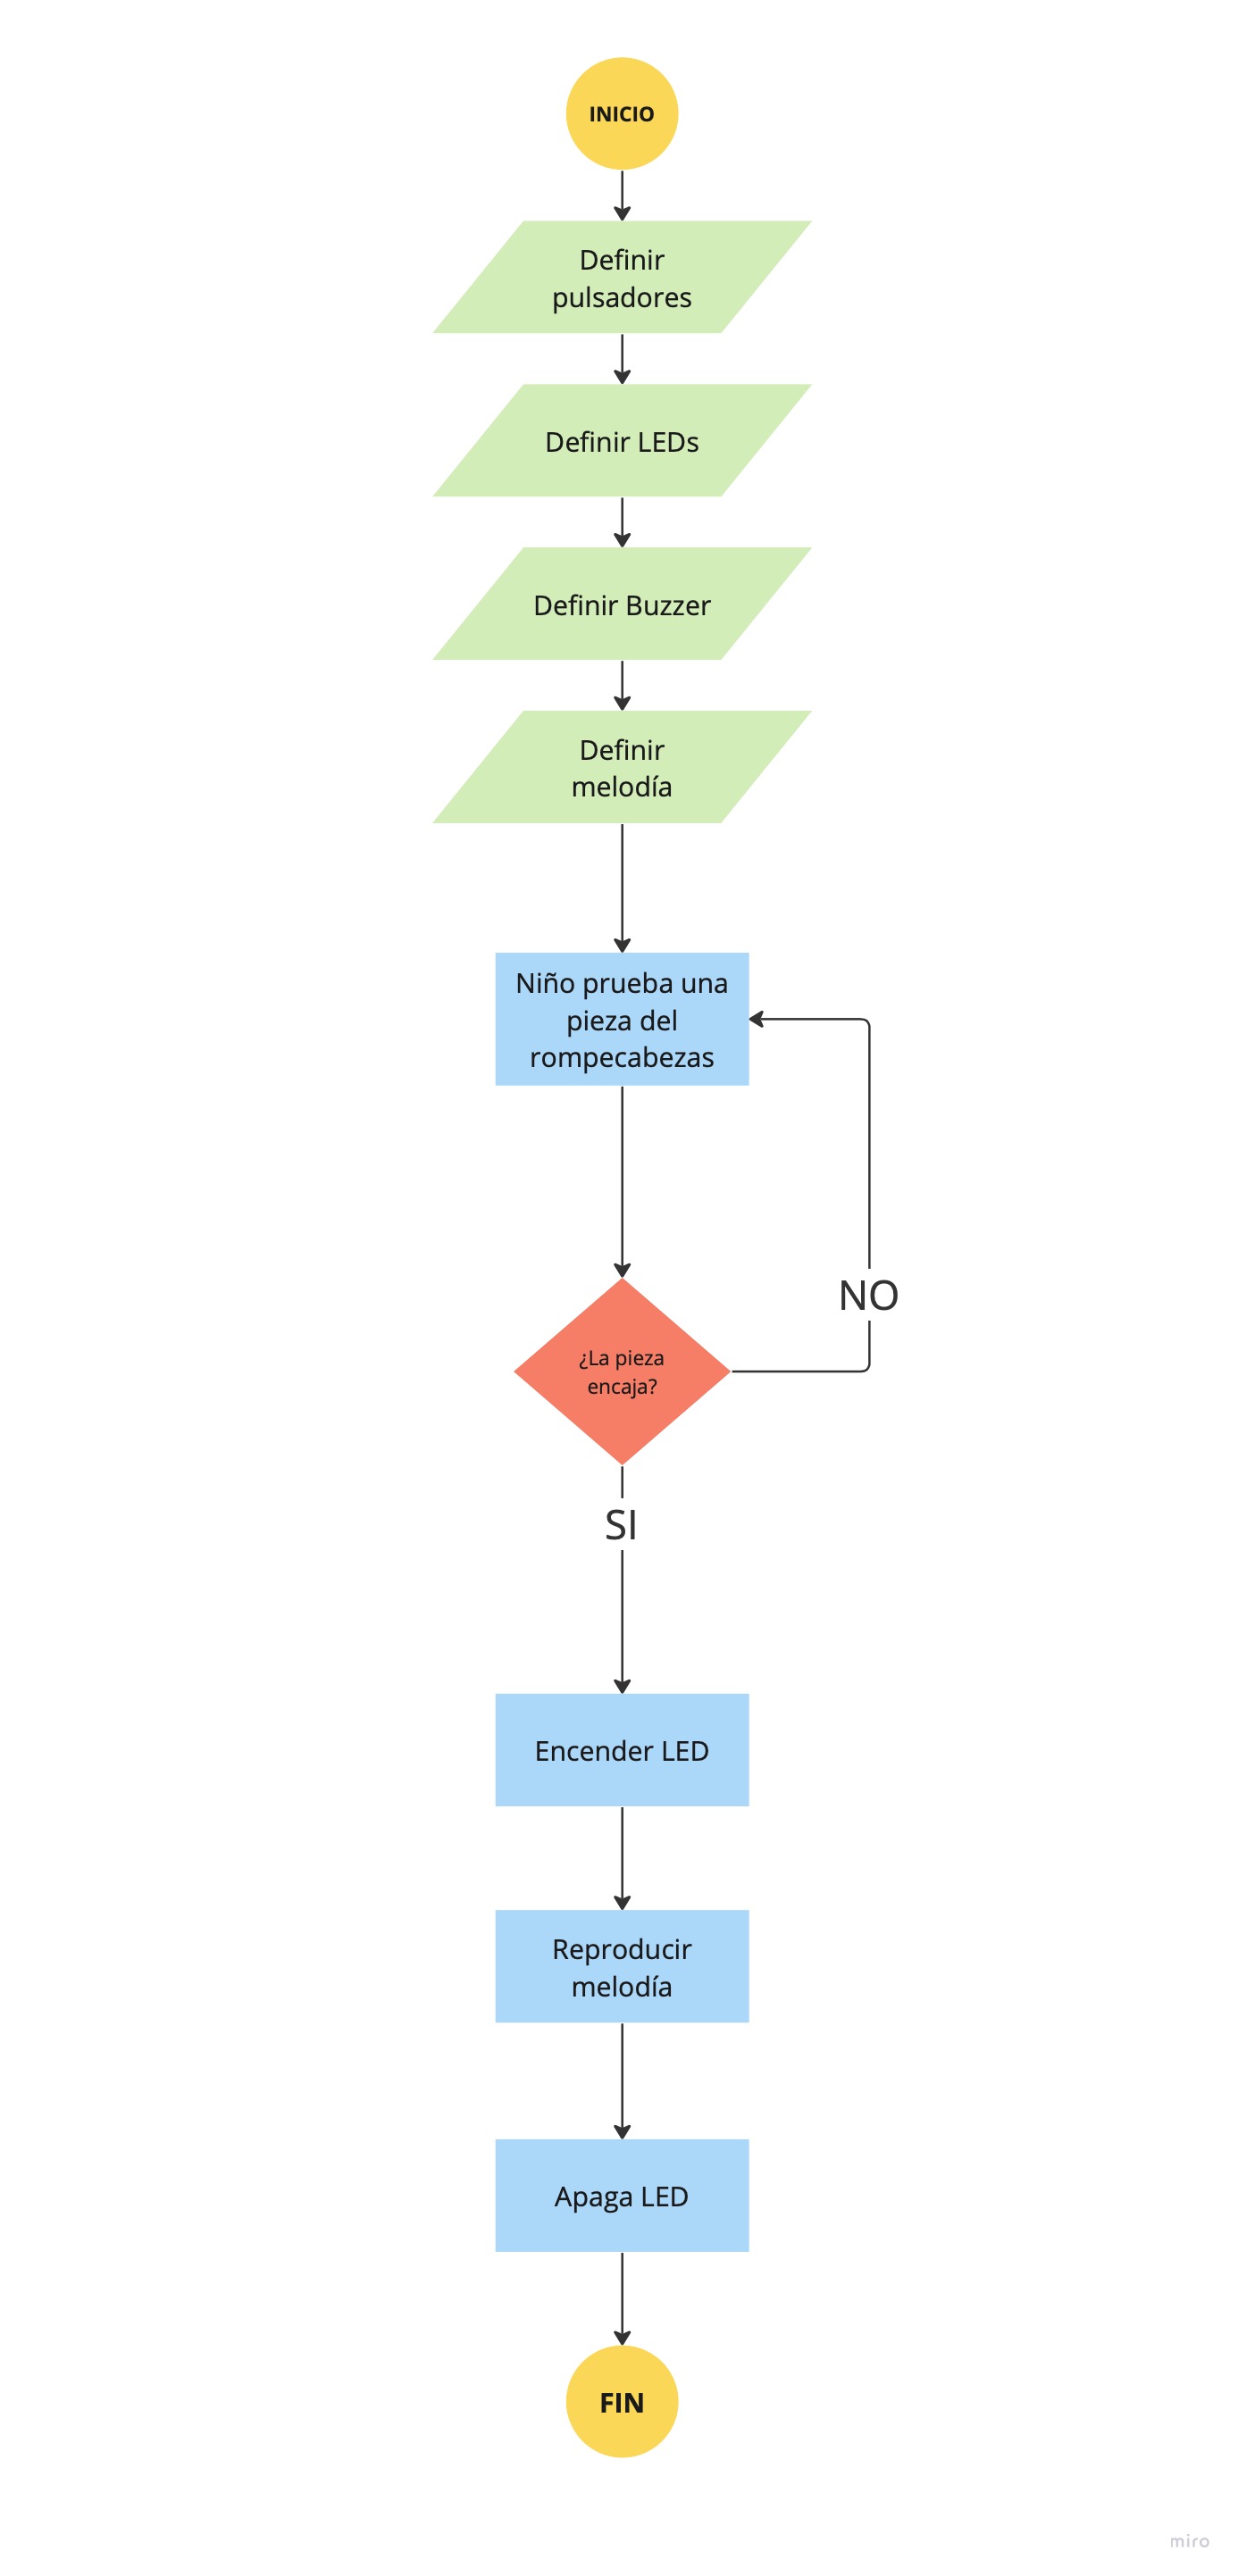 INICIO
Definir
pulsadores
Definir LEDs
Definir Buzzer
Definir
melodía
Niño prueba una
pieza del
rompecabezas
NO
¿La pieza
encaja?
SI
Encender LED
Reproducir
melodía
Apaga LED
FIN
miro